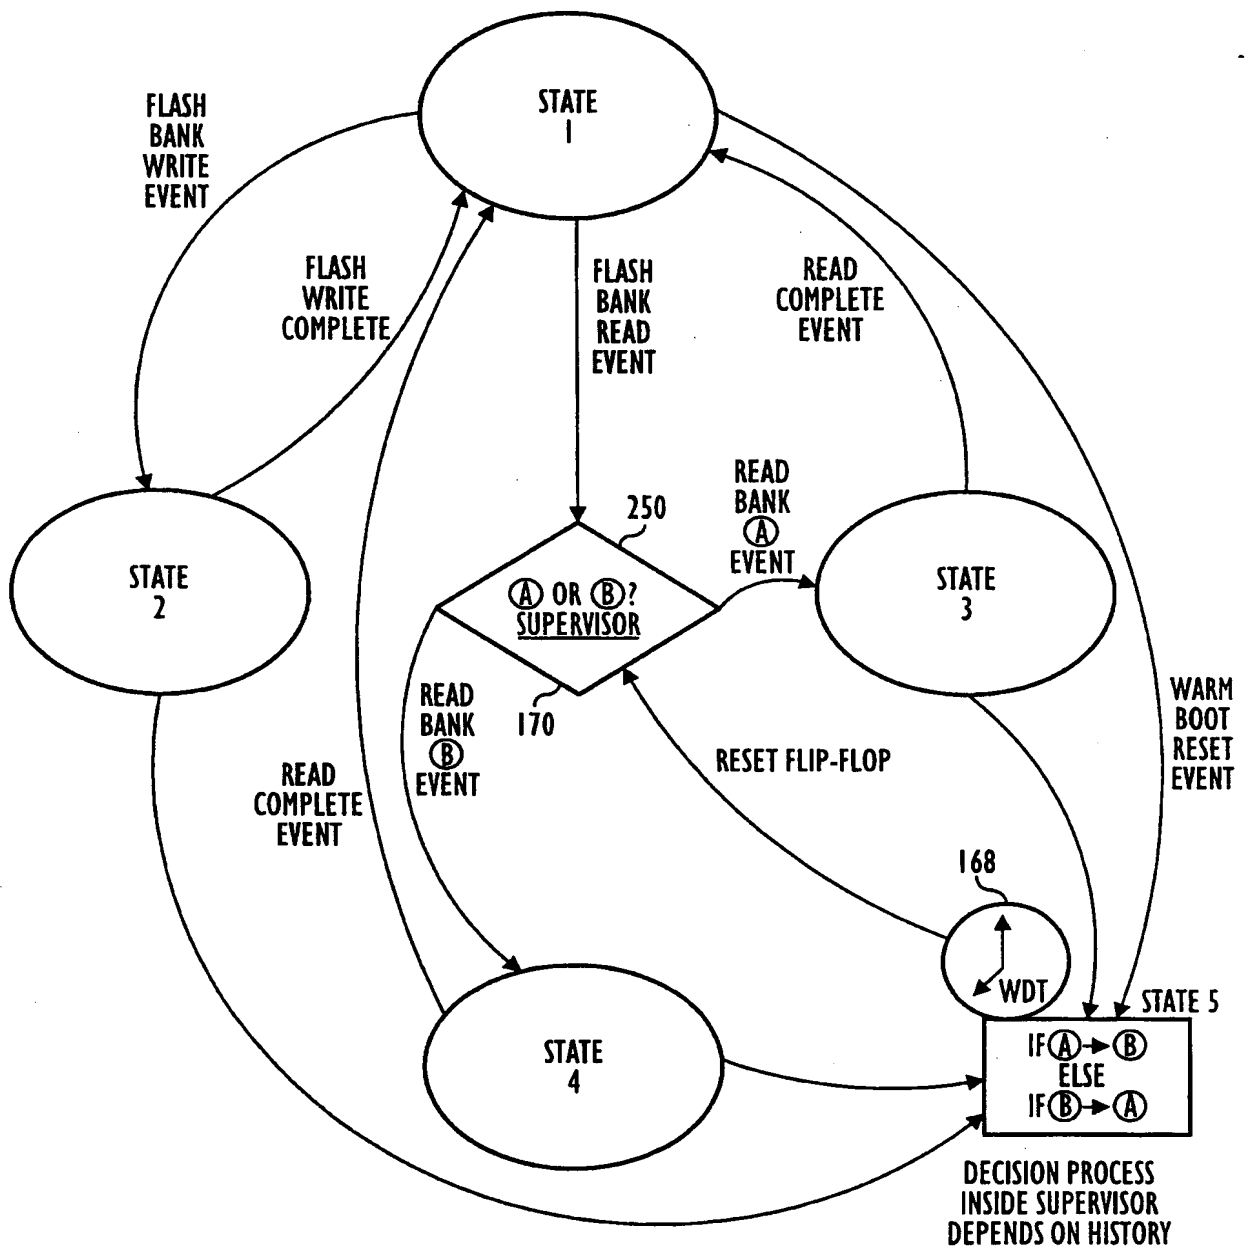 STATE
1
FLASH
BANK
WRITE
EVENT
FLASH
WRITE
COMPLETE
FLASH
BANK
READ
EVENT
READ
COMPLETE
EVENT
READ
BANK
A
EVENT
250
STATE
2
A OR B?
SUPERVISOR
STATE
3
170
READ
BANK
B
EVENT
WARM
BOOT
RESET
EVENT
RESET FLIP-FLOP
READ
COMPLETE
EVENT
168
WDT
STATE 5
STATE
4
IF A → B
ELSE
IF B → A
DECISION PROCESS
INSIDE SUPERVISOR
DEPENDS ON HISTORY